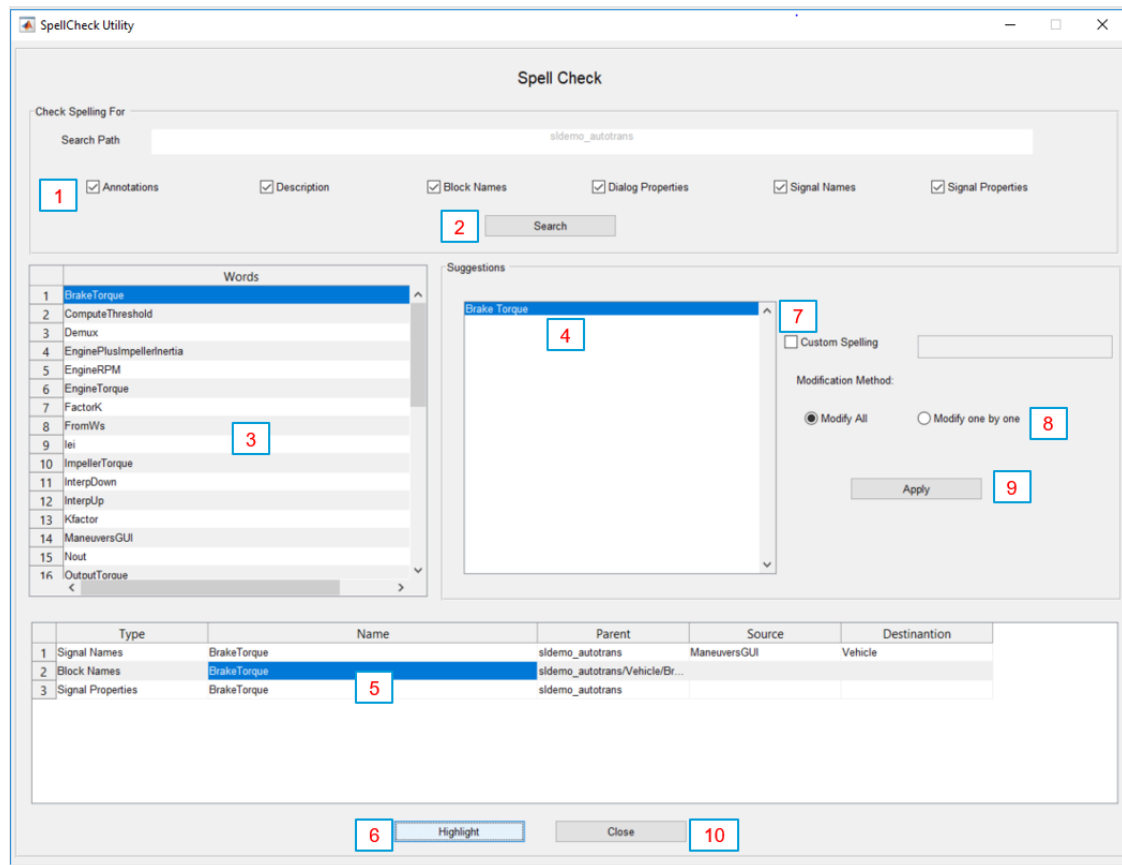 SpellCheck Utility
Spell Check
Check Spelling For
Search Path
sldemo_autotrans
1
Annotations
Description
Block Names
Dialog Properties
Signal Names
Signal Properties
2
Search
Words
1 BrakeTorque
2 ComputeThreshold
3 Demux
4 EnginePlusImpellerInertia
5 EngineRPM
6 EngineTorque
7 FactorK
8 FromWs
9 Iei
10 ImpellerTorque
11 InterpDown
12 InterpUp
13 Kfactor
14 ManeuversGUI
15 Nout
16 OutputTorque
3
Suggestions
Brake Torque
4
7
Custom Spelling
Modification Method:
Modify All
Modify one by one
8
Apply
9
Type Name Parent Source Destinantion
1 Signal Names BrakeTorque sldemo_autotrans ManeuversGUI Vehicle
2 Block Names BrakeTorque sldemo_autotrans/Vehicle/Br...
3 Signal Properties BrakeTorque sldemo_autotrans
5
6
Highlight
Close
10